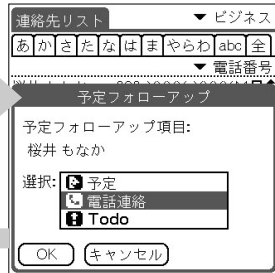 連絡先リスト ▼ ビジネス
あ か さ た な は ま やらわ abc 全
▼ 電話番号
予定フォローアップ
予定フォローアップ項目:
桜井 もなか
選択: 予定
電話連絡
Todo
OK キャンセル